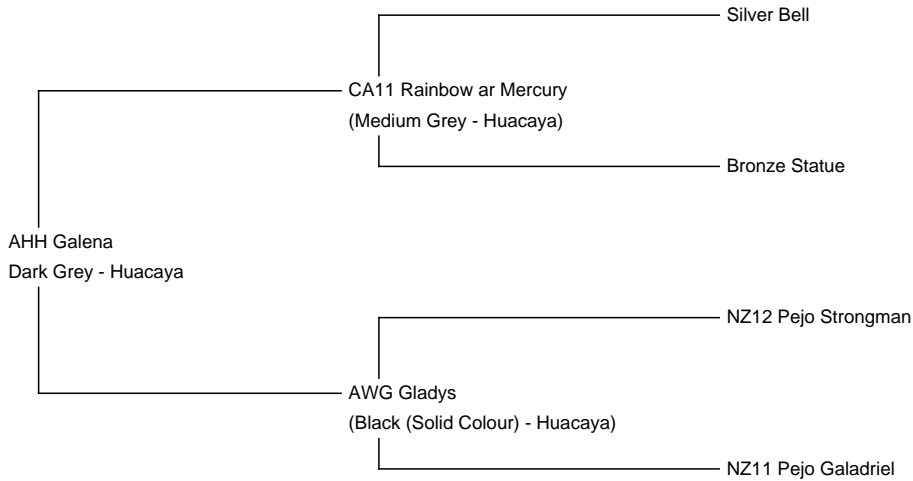 Silver Bell
CA11 Rainbow ar Mercury
(Medium Grey - Huacaya)
Bronze Statue
AHH Galena
Dark Grey - Huacaya
NZ12 Pejo Strongman
AWG Gladys
(Black (Solid Colour) - Huacaya)
NZ11 Pejo Galadriel